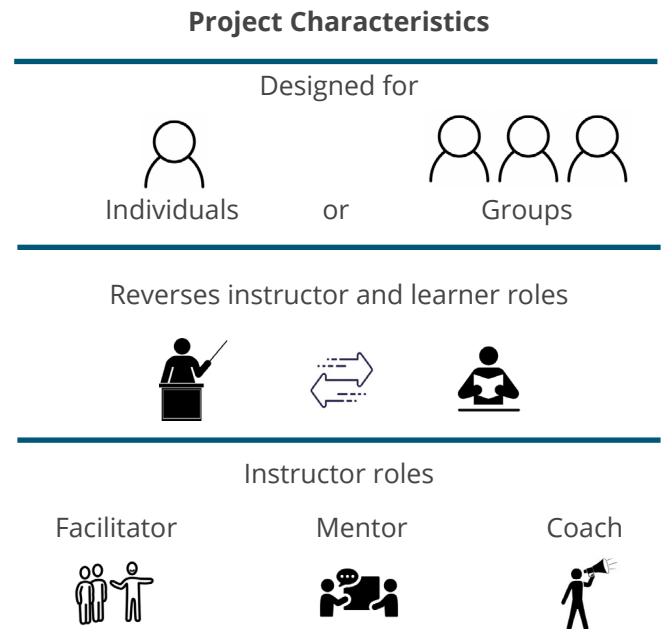 Project Characteristics
Designed for
Individuals or Groups
Reverses instructor and learner roles
Instructor roles
Facilitator Mentor Coach